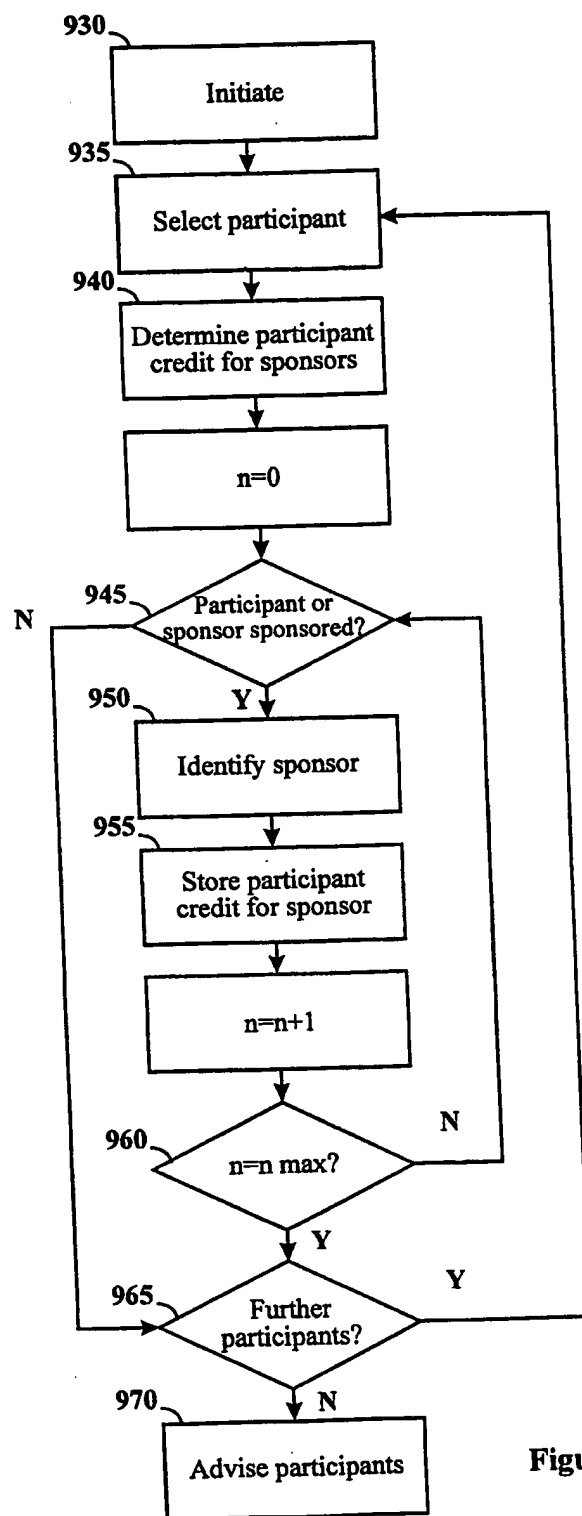 930
Initiate
935
Select participant
940
Determine participant
credit for sponsors
n=0
945
N
Participant or
sponsor sponsored?
Y
950
Identify sponsor
955
Store participant
credit for sponsor
n=n+1
960
n=n max?
N
Y
965
Further
participants?
Y
N
970
Advise participants